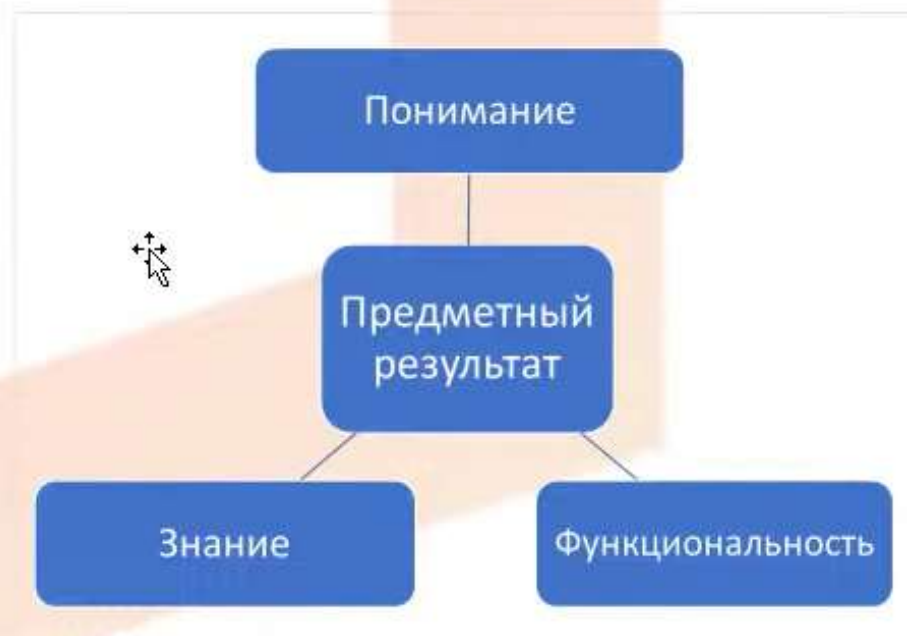 Понимание
Предметный
результат
Знание
Функциональность